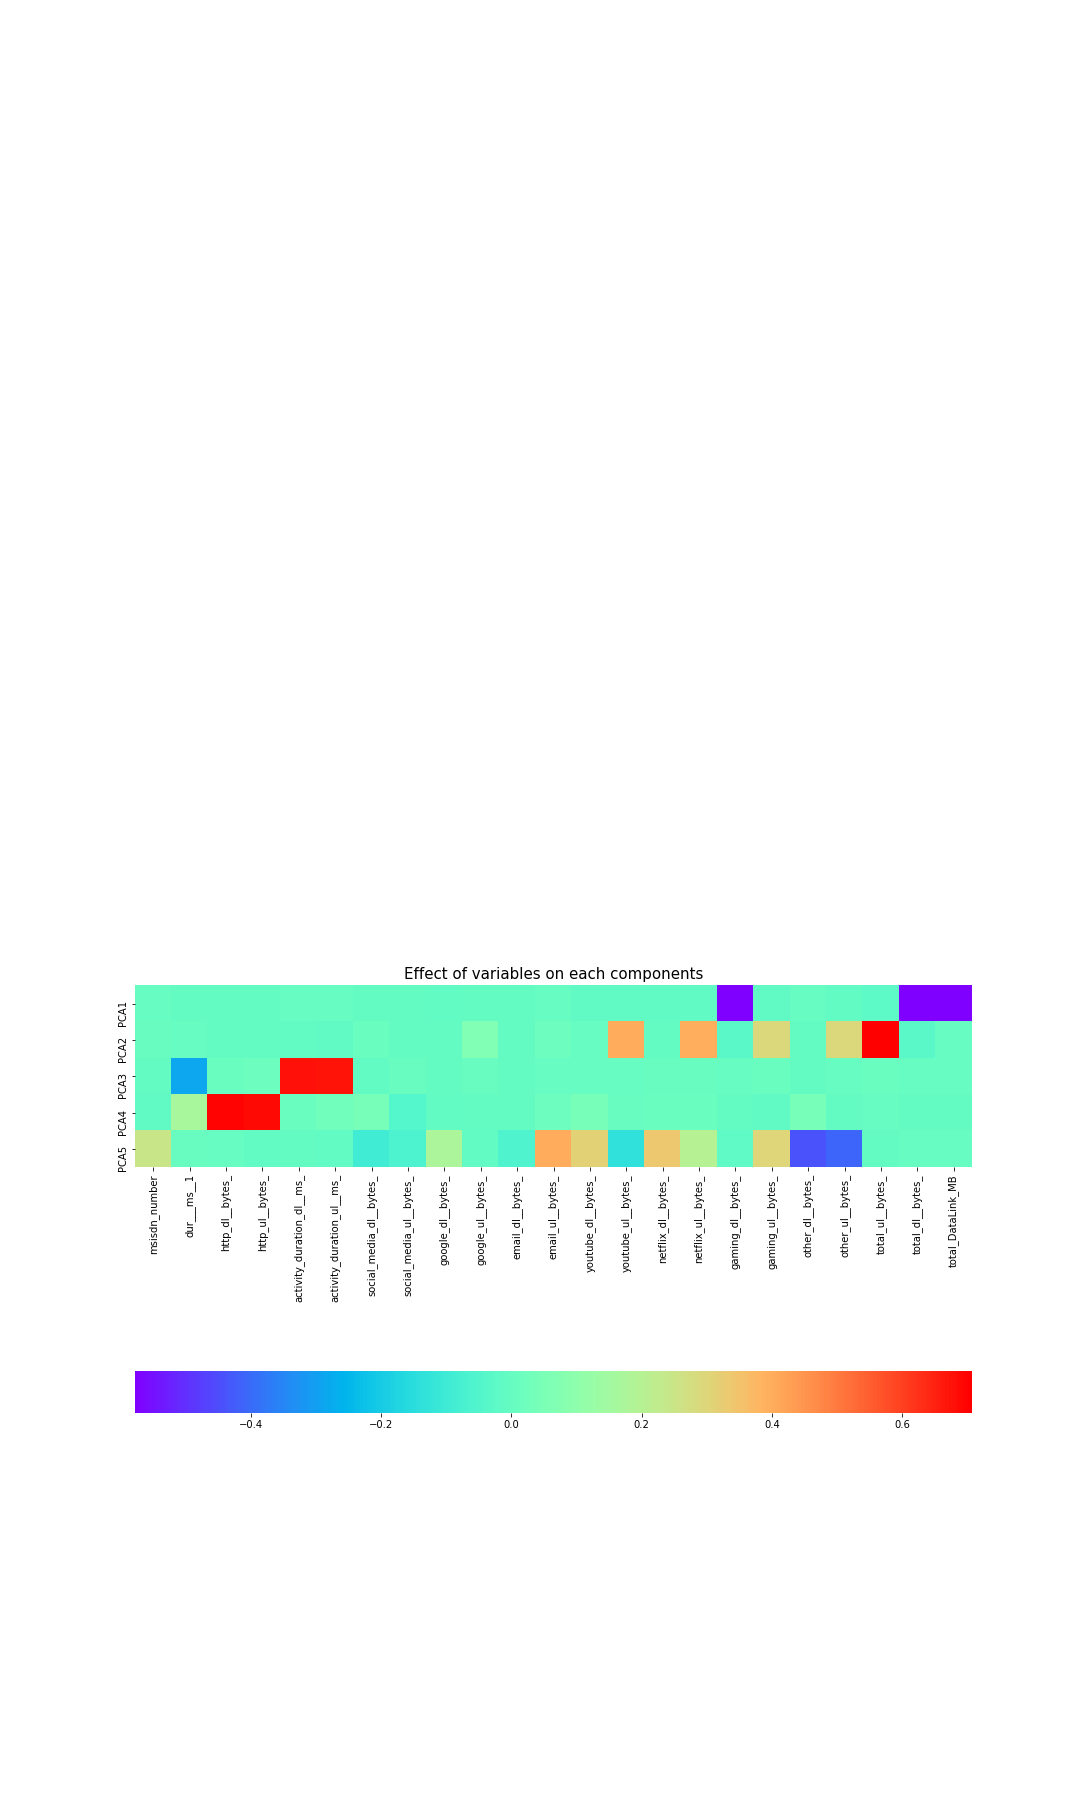 Effect of variables on each components
PCA1
PCA2
PCA3
PCA4
PCA5
msisdn_number
dur___ms__1
http_dl__bytes_
http_ul__bytes_
activity_duration_dl__ms_
activity_duration_ul__ms_
social_media_dl__bytes_
social_media_ul__bytes_
google_dl__bytes_
google_ul__bytes_
email_dl__bytes_
email_ul__bytes_
youtube_dl__bytes_
youtube_ul__bytes_
netflix_dl__bytes_
netflix_ul__bytes_
gaming_dl__bytes_
gaming_ul__bytes_
other_dl__bytes_
other_ul__bytes_
total_ul__bytes_
total_dl__bytes_
total_DataLink_MB
−0.4 −0.2 0.0 0.2 0.4 0.6